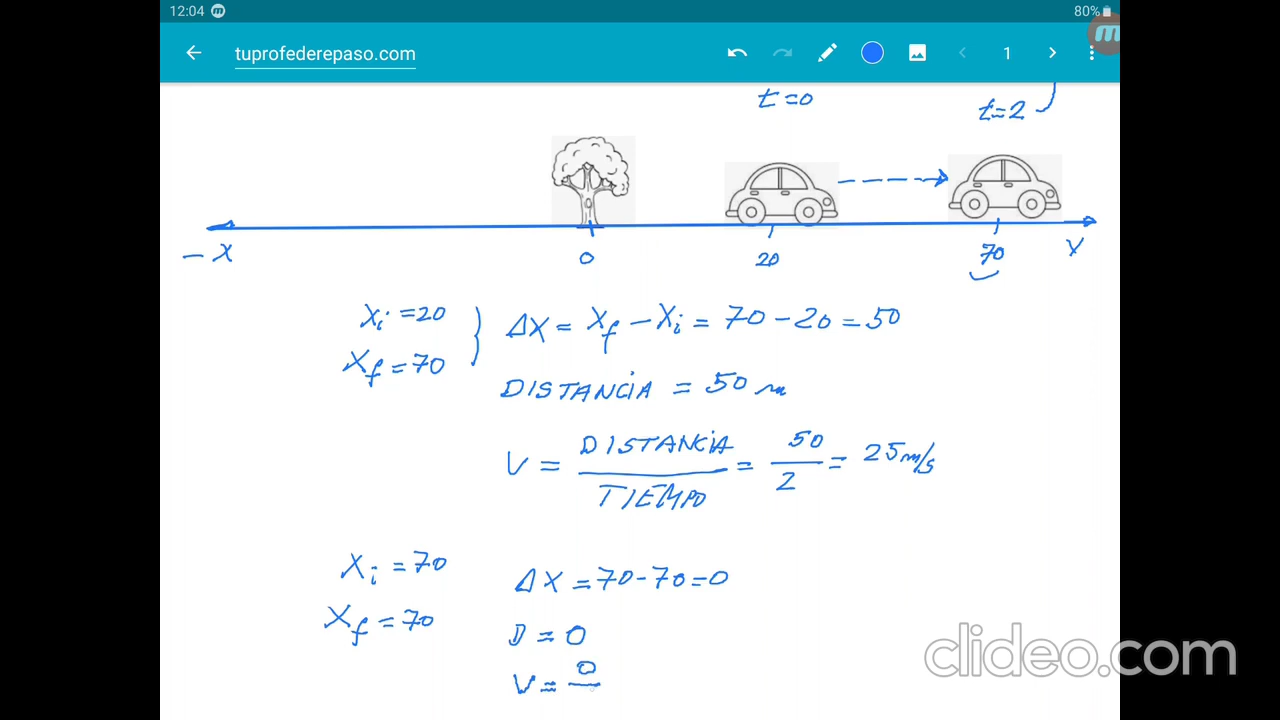 12:04 m 80%
m
tuprofederepaso.com 1
t=0
t=2
-X 0 20 70 X
Xi=20
Xf=70
ΔX = Xf - Xi = 70-20=50
DISTANCIA = 50 m
V = DISTANCIA/TIEMPO = 50/2 = 25 m/s
Xi=70
Xf=70
ΔX =70-70=0
D=0
V= 0
clideo.com